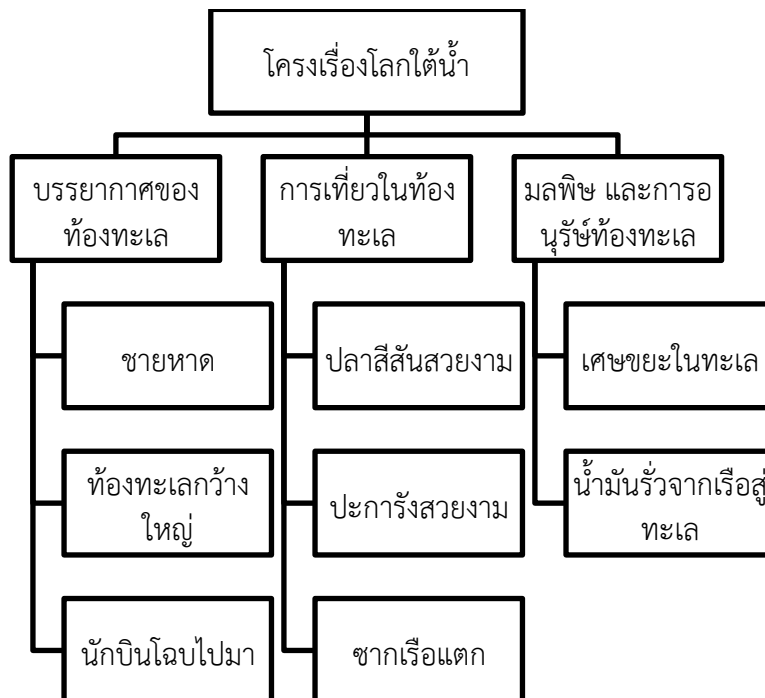 โครงเรื่องโลกใต้น้ำ
บรรยากาศของ
ท้องทะเล
การเที่ยวในท้อง
ทะเล
มลพิษ และการอ
นุรัษ์ท้องทะเล
ชายหาด
ปลาสีสันสวยงาม
เศษขยะในทะเล
ท้องทะเลกว้าง
ใหญ่
ปะการังสวยงาม
น้ำมันรั่วจากเรือสู่
ทะเล
นักบินโฉบไปมา
ซากเรือแตก